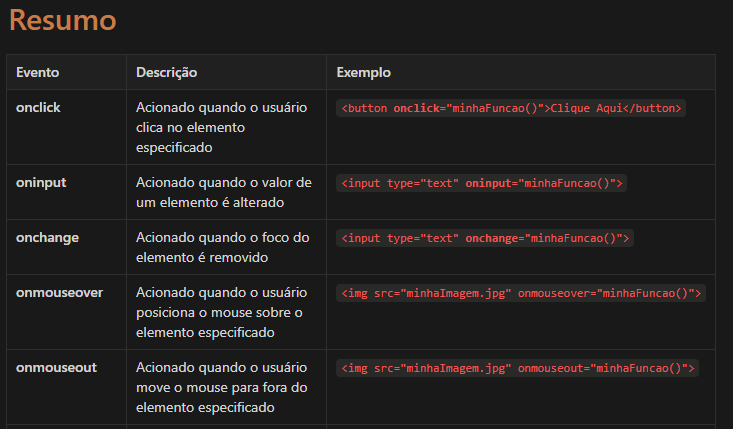 Resumo
Evento
Descrição
Exemplo
onclick
Acionado quando o usuário
clica no elemento
especificado
<button onclick="minhaFuncao()">Clique Aqui</button>
oninput
Acionado quando o valor de
um elemento é alterado
<input type="text" oninput="minhaFuncao()">
onchange
Acionado quando o foco do
elemento é removido
<input type="text" onchange="minhaFuncao()">
onmouseover
Acionado quando o usuário
posiciona o mouse sobre o
elemento especificado
<img src="minhaImagem.jpg" onmouseover="minhaFuncao()">
onmouseout
Acionado quando o usuário
move o mouse para fora do
elemento especificado
<img src="minhaImagem.jpg" onmouseout="minhaFuncao()">